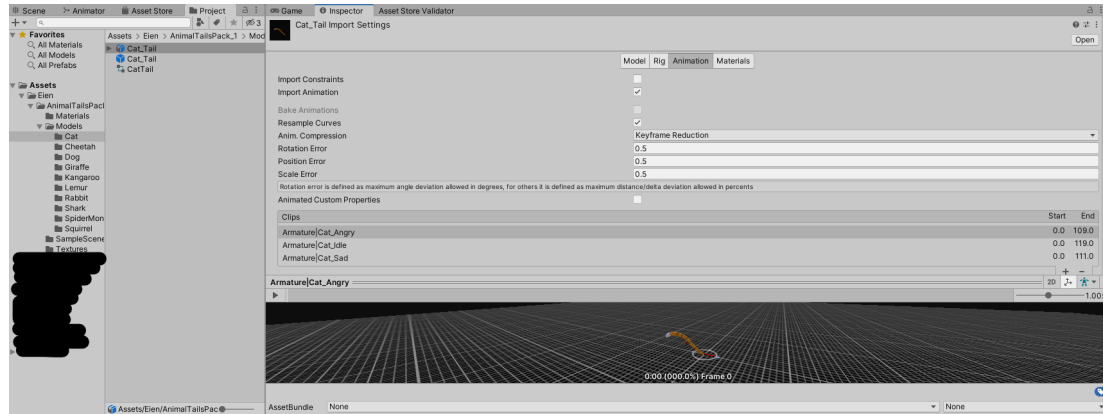 Scene Animator Asset Store Project
Game Inspector Asset Store Validator
3
Favorites
All Materials
All Models
All Prefabs
Assets
Eien
AnimalTailsPacl
Materials
Models
Cat
Cheetah
Dog
Giraffe
Kangaroo
Lemur
Rabbit
Shark
SpiderMon
Squirrel
SampleScene
Textures
Assets > Eien > AnimalTailsPack_1 > Mod
Cat_Tail
Cat_Tail
CatTail
Assets/Eien/AnimalTailsPac
Cat_Tail Import Settings
Open
Model Rig Animation Materials
Import Constraints
Import Animation
Bake Animations
Resample Curves
Anim. Compression Keyframe Reduction
Rotation Error 0.5
Position Error 0.5
Scale Error 0.5
Rotation error is defined as maximum angle deviation allowed in degrees, for others it is defined as maximum distance/delta deviation allowed in percents
Animated Custom Properties
Clips Start End
Armature|Cat_Angry 0.0 109.0
Armature|Cat_Idle 0.0 119.0
Armature|Cat_Sad 0.0 111.0
+ −
Armature|Cat_Angry 2D
1.00
0:00 (000.0%) Frame 0
AssetBundle None None